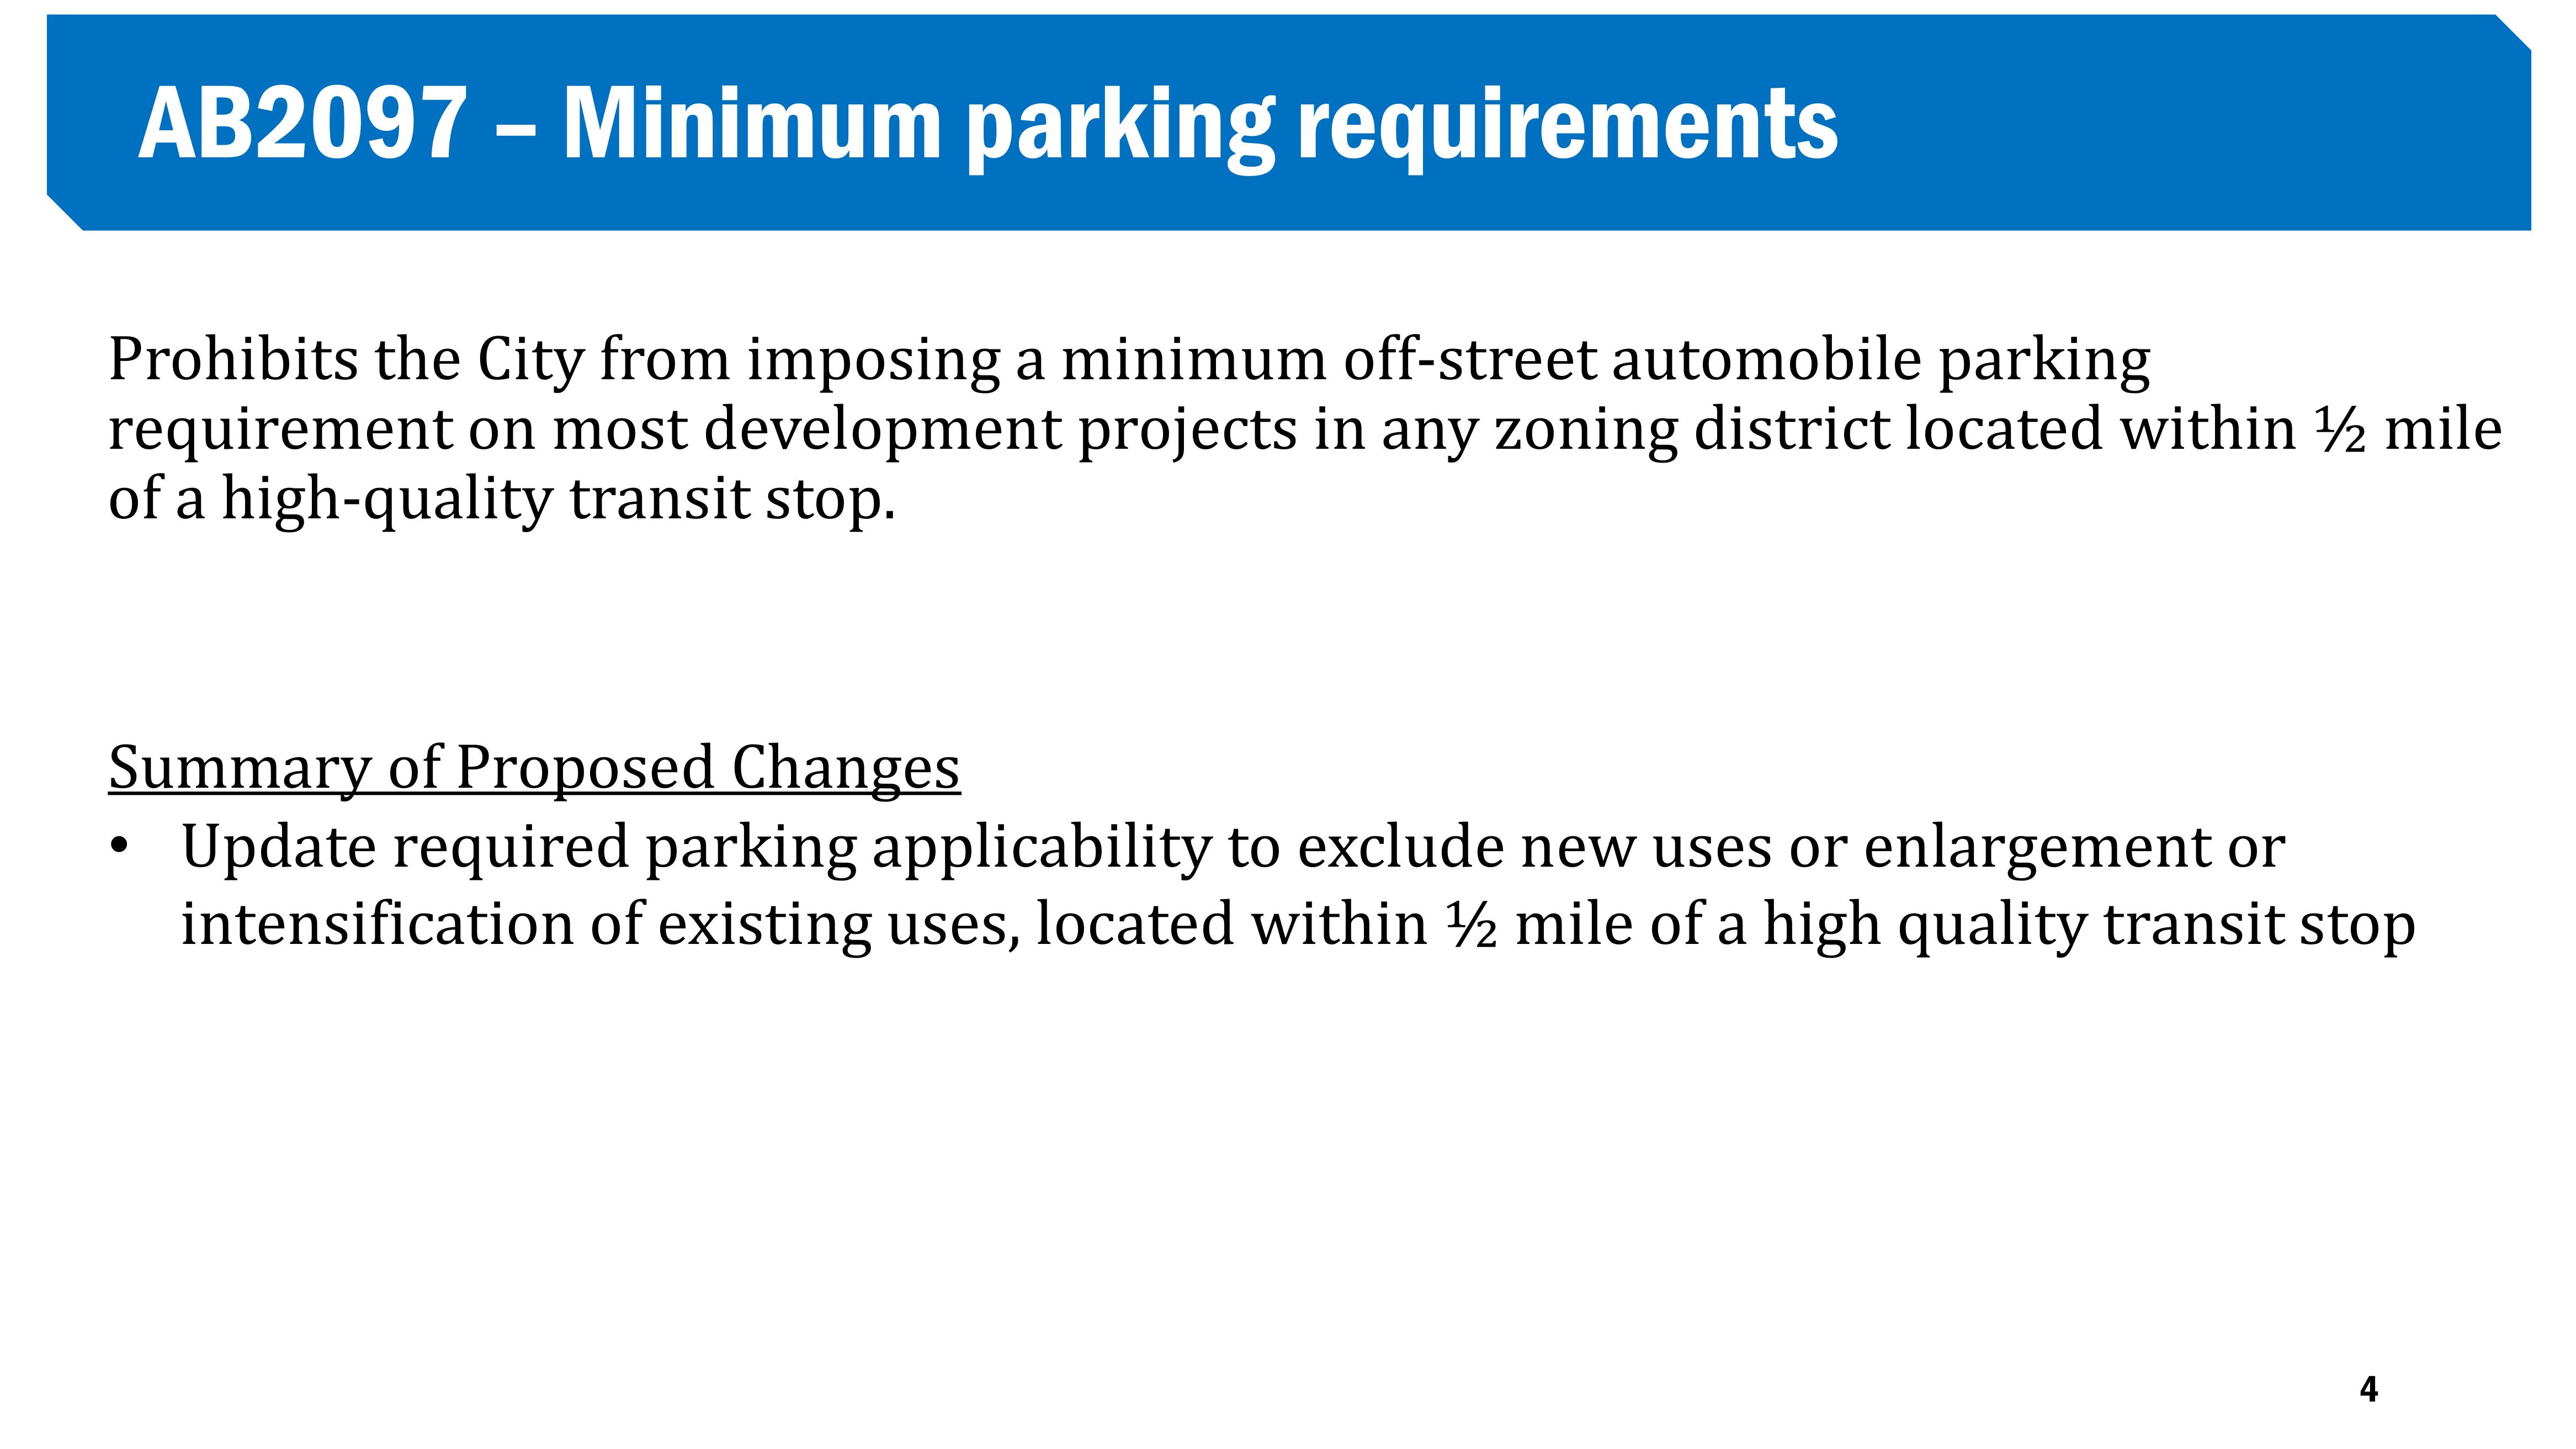 AB2097 – Minimum parking requirements
Prohibits the City from imposing a minimum off-street automobile parking
requirement on most development projects in any zoning district located within ½ mile
of a high-quality transit stop.
Summary of Proposed Changes
• Update required parking applicability to exclude new uses or enlargement or
intensification of existing uses, located within ½ mile of a high quality transit stop
4